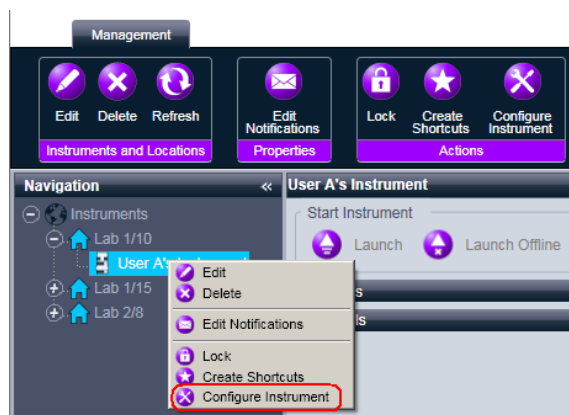 Management
Edit
Delete
Refresh
Edit
Notifications
Lock
Create
Shortcuts
Configure
Instrument
Instruments and Locations
Properties
Actions
Navigation
«
User A's Instrument
Instruments
Start Instrument
Lab 1/10
Launch
Launch Offline
User A's
Edit
Lab 1/15
Delete
Lab 2/8
Edit Notifications
Lock
Create Shortcuts
Configure Instrument